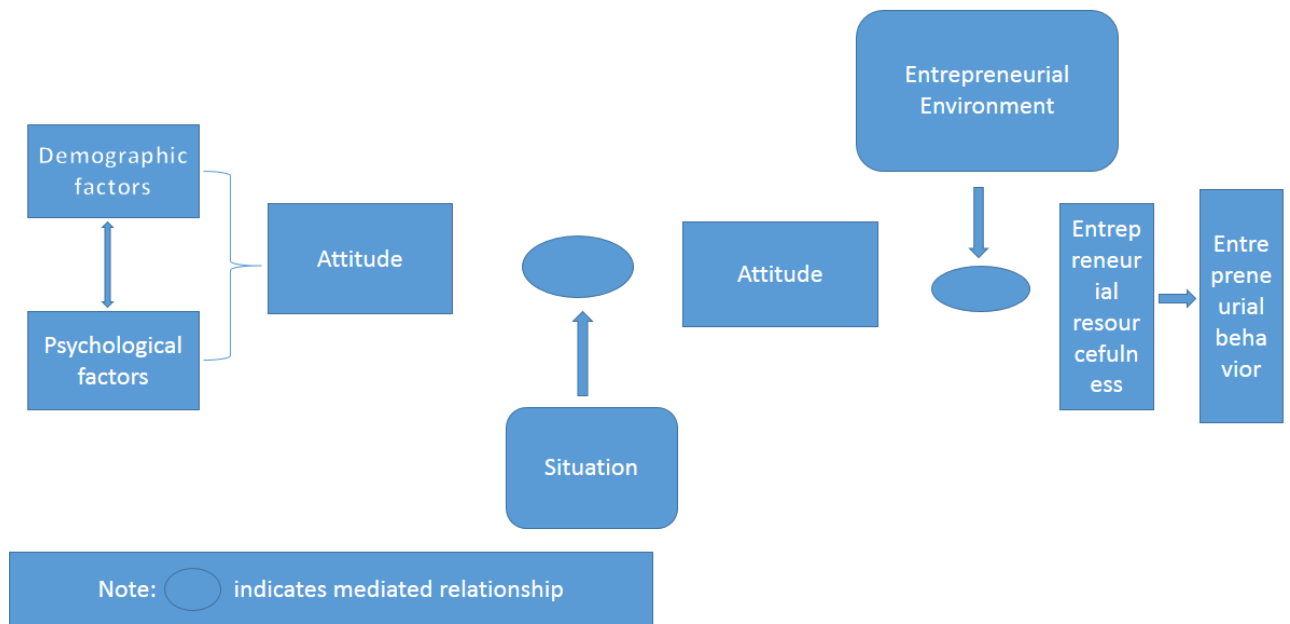 Demographic
factors
Psychological
factors
Attitude
Situation
Attitude
Entrepreneurial
Environment
Entrep
reneur
ial
resour
cefuln
ess
Entre
prene
urial
beha
vior
Note: indicates mediated relationship